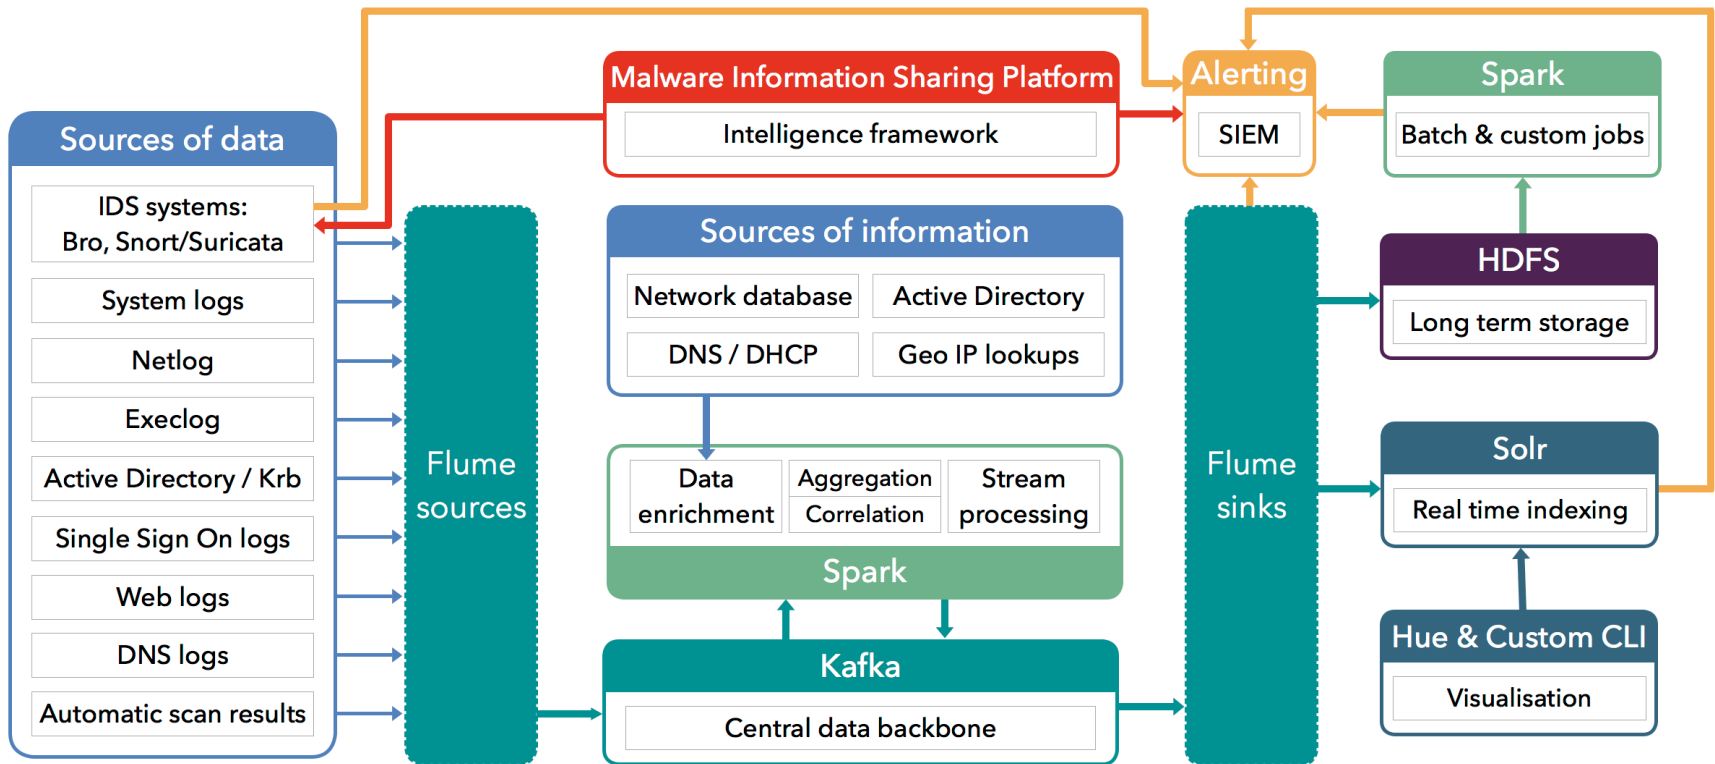 Sources of data
IDS systems:
Bro, Snort/Suricata
System logs
Netlog
Execlog
Active Directory / Krb
Single Sign On logs
Web logs
DNS logs
Automatic scan results
Flume
sources
Malware Information Sharing Platform
Intelligence framework
Sources of information
Network database
Active Directory
DNS / DHCP
Geo IP lookups
Data
enrichment
Aggregation
Correlation
Stream
processing
Spark
Kafka
Central data backbone
Alerting
SIEM
Flume
sinks
Spark
Batch & custom jobs
HDFS
Long term storage
Solr
Real time indexing
Hue & Custom CLI
Visualisation